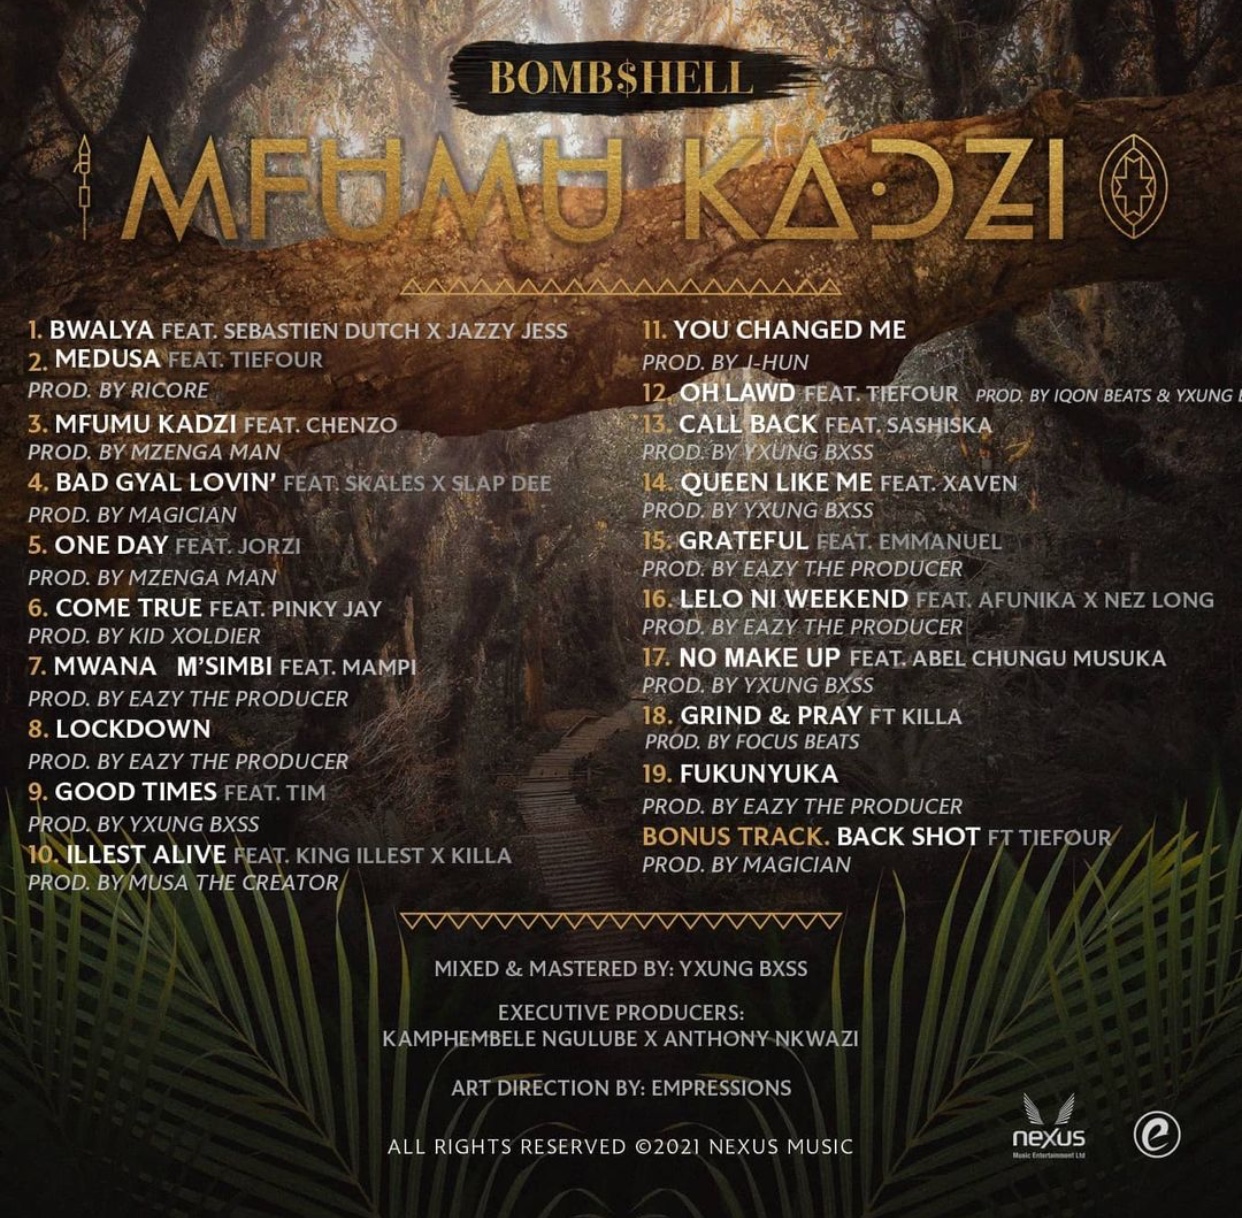 BOMB$HELL
MFUMU KADZI
1. BWALYA FEAT. SEBASTIEN DUTCH X JAZZY JESS
2. MEDUSA FEAT. TIEFOUR
PROD. BY RICORE
3. MFUMU KADZI FEAT. CHENZO
PROD. BY MZENGA MAN
4. BAD GYAL LOVIN' FEAT. SKALES X SLAP DEE
PROD. BY MAGICIAN
5. ONE DAY FEAT. JORZI
PROD. BY MZENGA MAN
6. COME TRUE FEAT. PINKY JAY
PROD. BY KID XOLDIER
7. MWANA M'SIMBI FEAT. MAMPI
PROD. BY EAZY THE PRODUCER
8. LOCKDOWN
PROD. BY EAZY THE PRODUCER
9. GOOD TIMES FEAT. TIM
PROD. BY YXUNG BXSS
10. ILLEST ALIVE FEAT. KING ILLEST X KILLA
PROD. BY MUSA THE CREATOR
11. YOU CHANGED ME
PROD. BY J-HUN
12. OH LAWD FEAT. TIEFOUR PROD. BY IQON BEATS & YXUNG
13. CALL BACK FEAT. SASHISKA
PROD. BY YXUNG BXSS
14. QUEEN LIKE ME FEAT. XAVEN
PROD. BY YXUNG BXSS
15. GRATEFUL FEAT. EMMANUEL
PROD. BY EAZY THE PRODUCER
16. LELO NI WEEKEND FEAT. AFUNIKA X NEZ LONG
PROD. BY EAZY THE PRODUCER
17. NO MAKE UP FEAT. ABEL CHUNGU MUSUKA
PROD. BY YXUNG BXSS
18. GRIND & PRAY FT KILLA
PROD. BY FOCUS BEATS
19. FUKUNYUKA
PROD. BY EAZY THE PRODUCER
BONUS TRACK. BACK SHOT FT TIEFOUR
PROD. BY MAGICIAN
MIXED & MASTERED BY: YXUNG BXSS
EXECUTIVE PRODUCERS:
KAMPHEMBELE NGULUBE X ANTHONY NKWAZI
ART DIRECTION BY: EMPRESSIONS
ALL RIGHTS RESERVED ©2021 NEXUS MUSIC
nexus
Music Entertainment Ltd
e